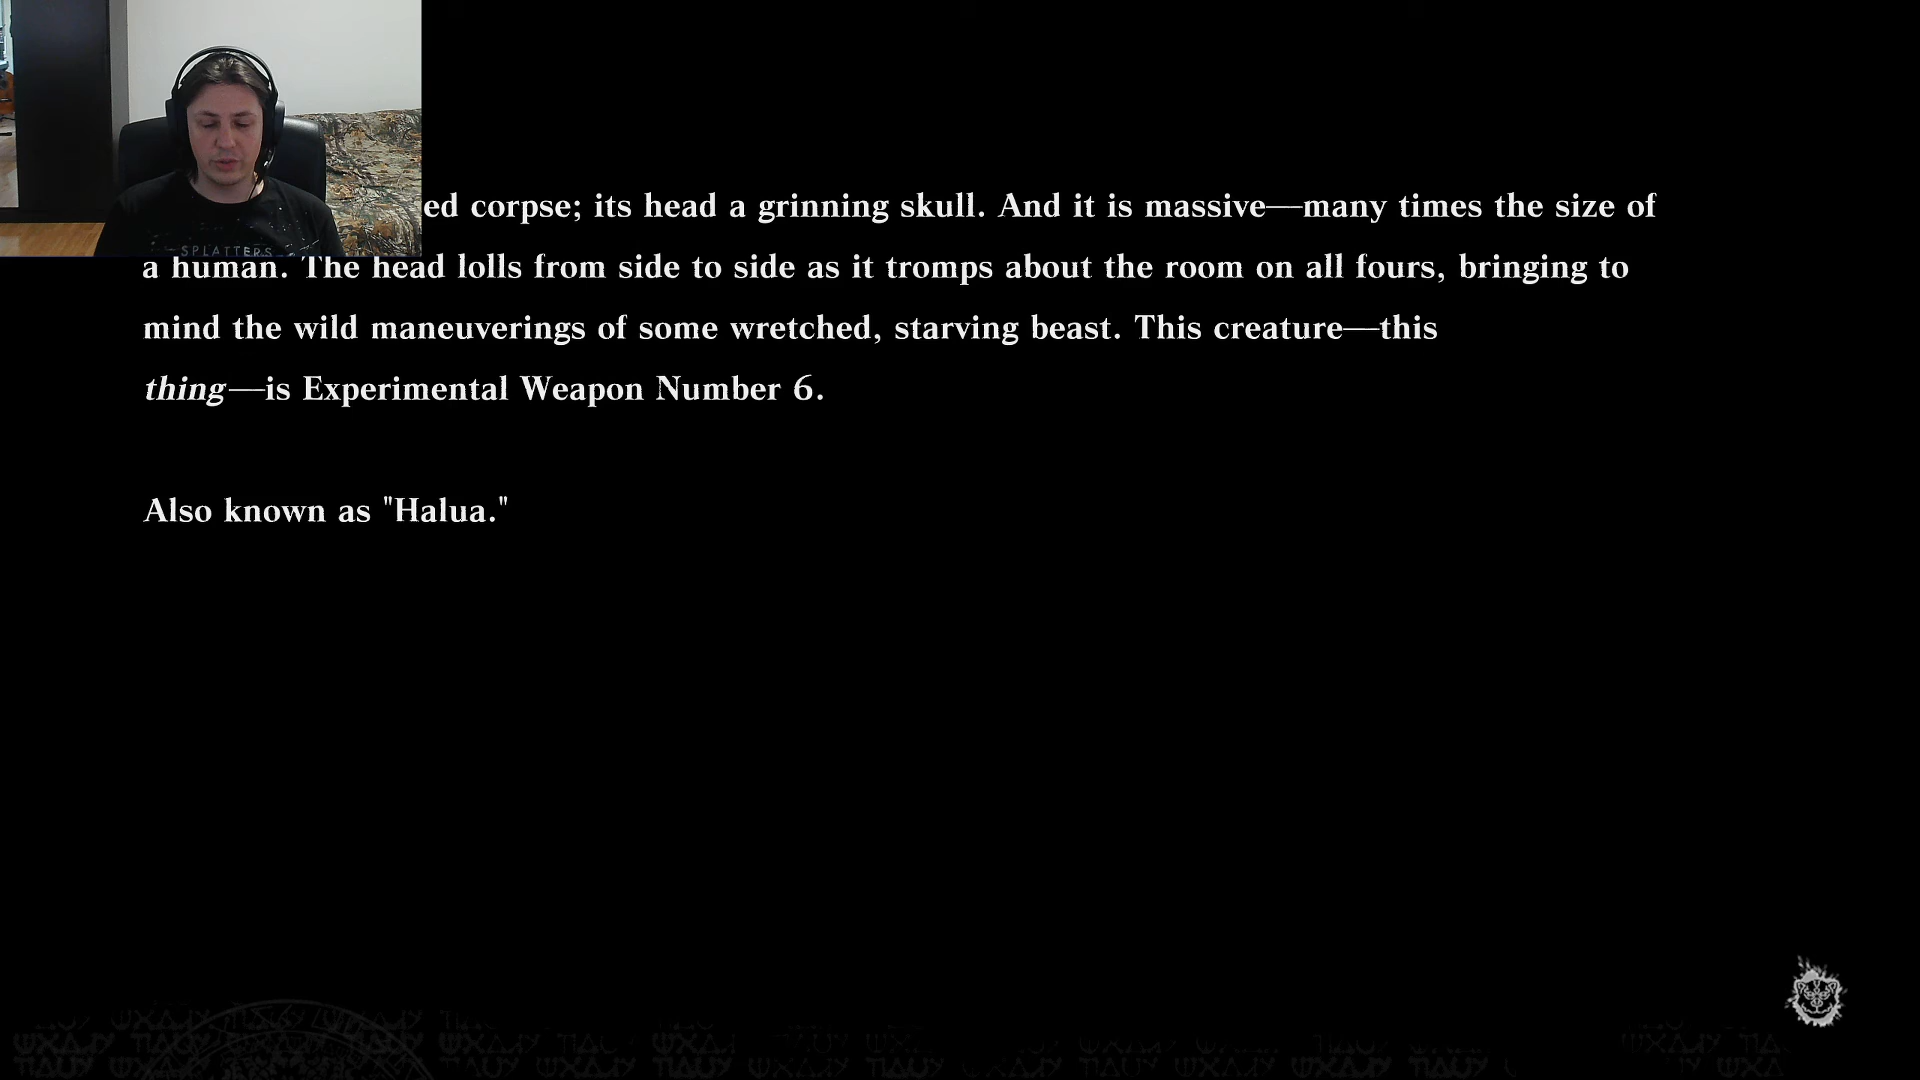 SPLATTERS
ed corpse; its head a grinning skull. And it is massive—many times the size of
a human. The head lolls from side to side as it tromps about the room on all fours, bringing to
mind the wild maneuverings of some wretched, starving beast. This creature—this
thing—is Experimental Weapon Number 6.
Also known as "Halua."